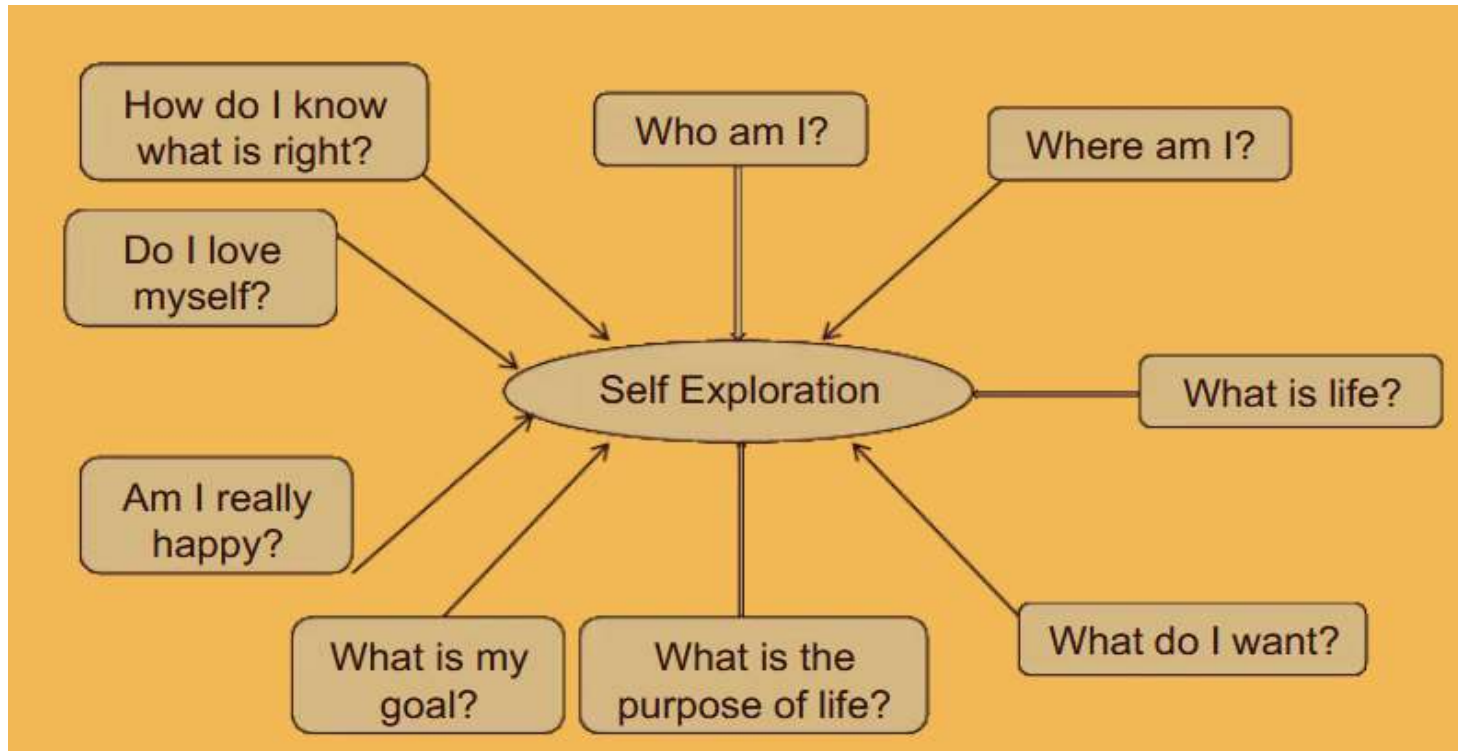 How do I know
what is right?
Who am I?
Where am I?
Do I love
myself?
Self Exploration
What is life?
Am I really
happy?
What is my
goal?
What is the
purpose of life?
What do I want?